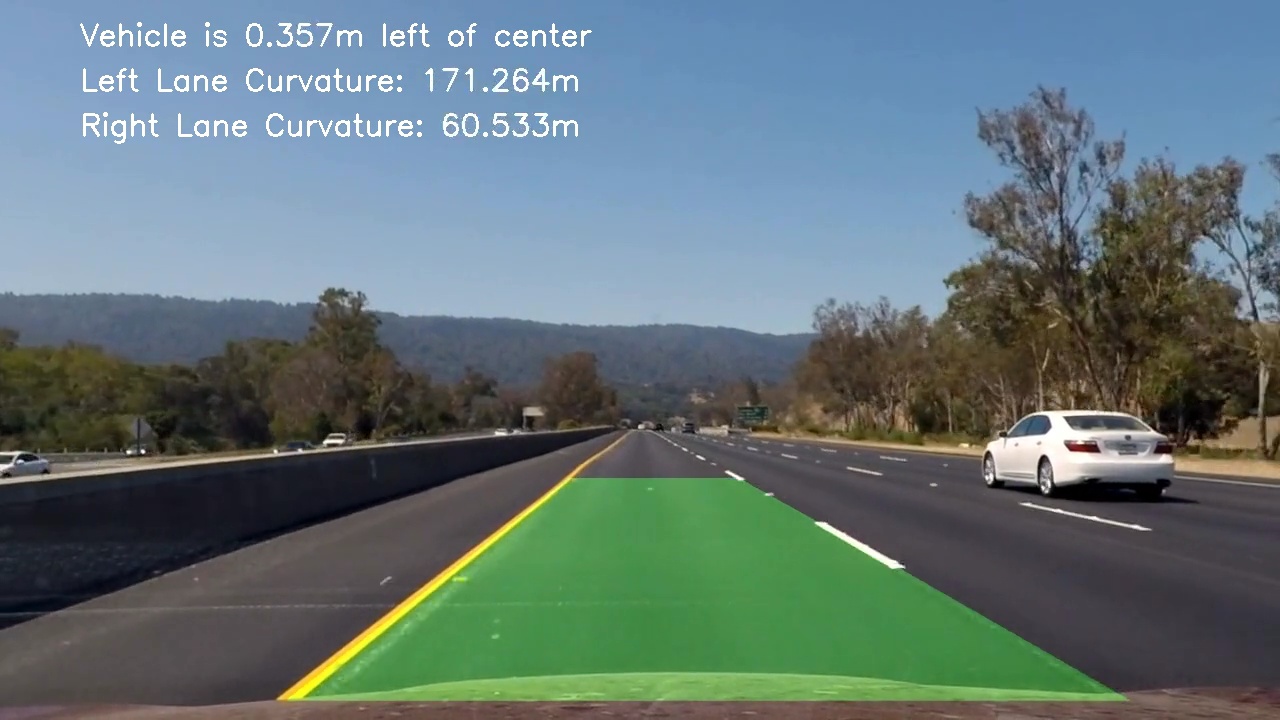 Vehicle is 0.357m left of center
Left Lane Curvature: 171.264m
Right Lane Curvature: 60.533m